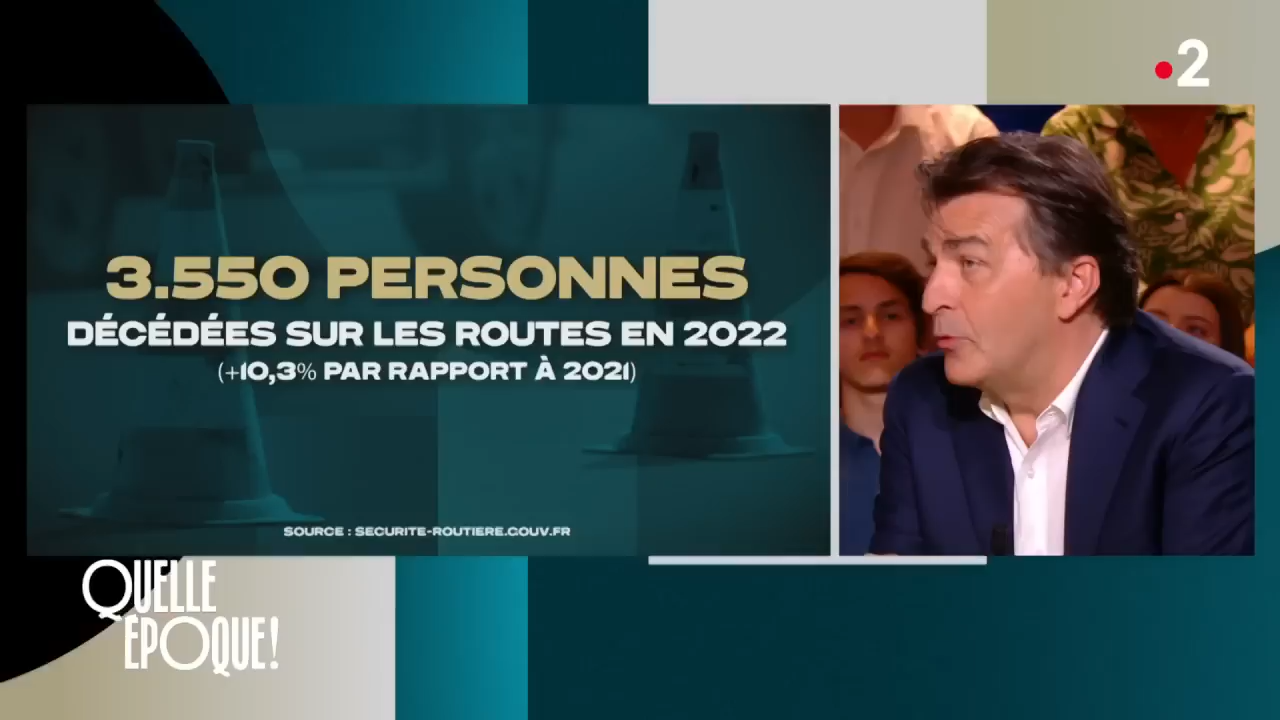 2
3.550 PERSONNES
DÉCÉDÉES SUR LES ROUTES EN 2022
(+10,3% PAR RAPPORT À 2021)
SOURCE : SECURITE-ROUTIERE.GOUV.FR
QUELLE
ÉPOQUE!